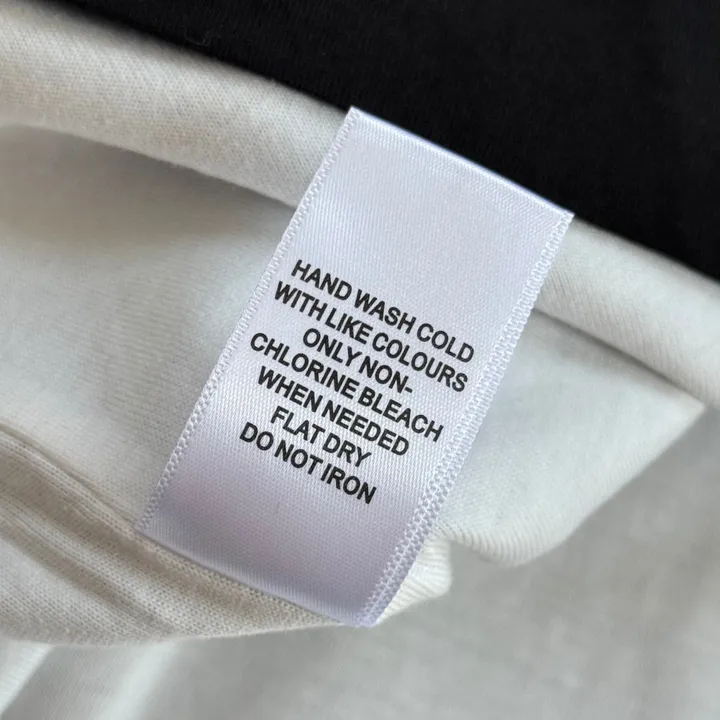 HAND WASH COLD
WITH LIKE COLOURS
ONLY NON-
CHLORINE BLEACH
WHEN NEEDED
FLAT DRY
DO NOT IRON